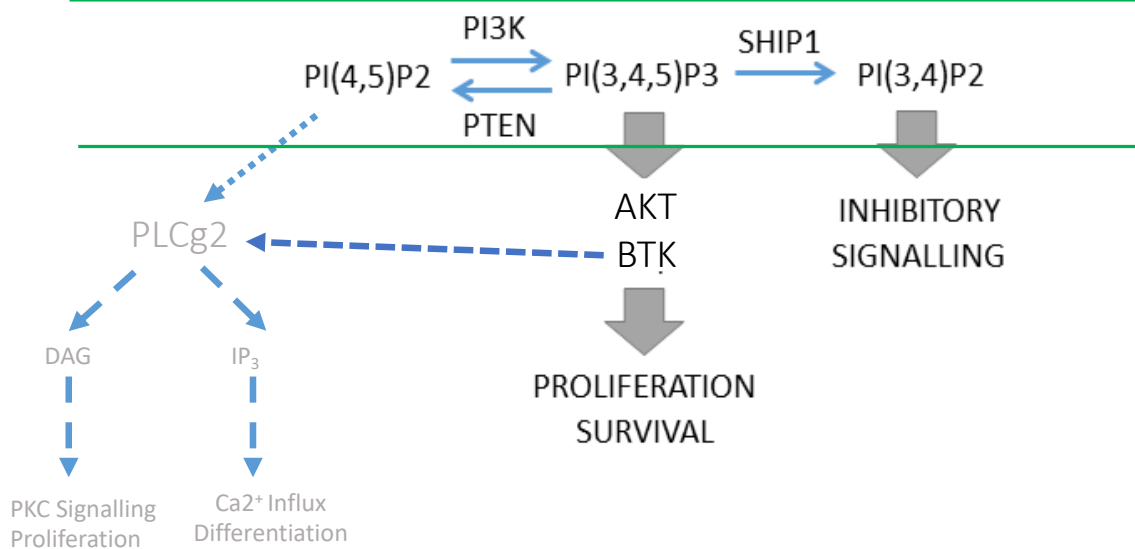 PI3K
SHIP1
PI(4,5)P2
PI(3,4,5)P3
PI(3,4)P2
PTEN
AKT
INHIBITORY
SIGNALLING
PLCg2
BTK
DAG
IP₃
PROLIFERATION
SURVIVAL
PKC Signalling
Proliferation
Ca2⁺ Influx
Differentiation